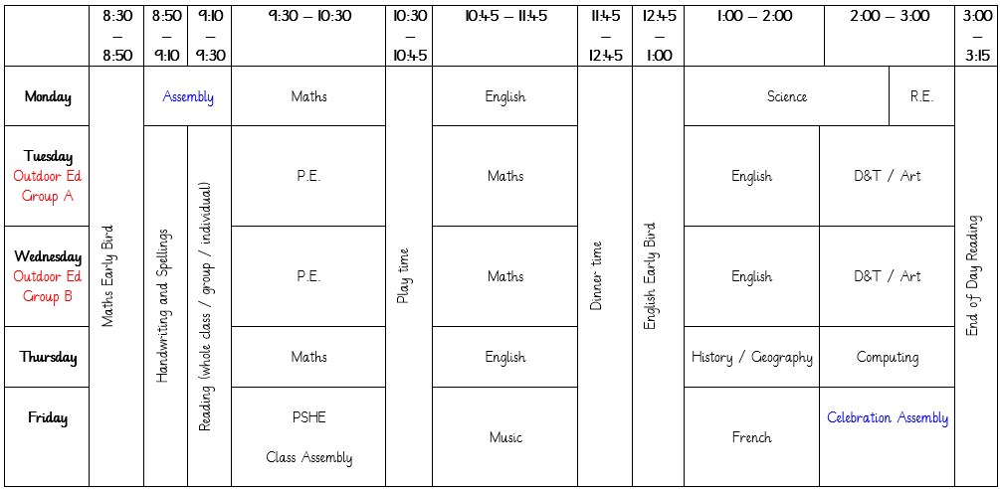 8:30 – 8:50
8:50 – 9:10
9:10 – 9:30
9:30 – 10:30
10:30 – 10:45
10:45 – 11:45
11:45 – 12:45
12:45 – 1:00
1:00 – 2:00
2:00 – 3:00
3:00 – 3:15
Monday
Assembly
Maths
English
Science
R.E.
Tuesday
Outdoor Ed
Group A
P.E.
Maths
English
D&T / Art
Wednesday
Outdoor Ed
Group B
P.E.
Maths
English
D&T / Art
Thursday
Maths
English
History / Geography
Computing
Friday
PSHE
Class Assembly
Music
French
Celebration Assembly
Maths Early Bird
Handwriting and Spellings
Reading (whole class / group / individual)
Play time
Dinner time
English Early Bird
End of Day Reading